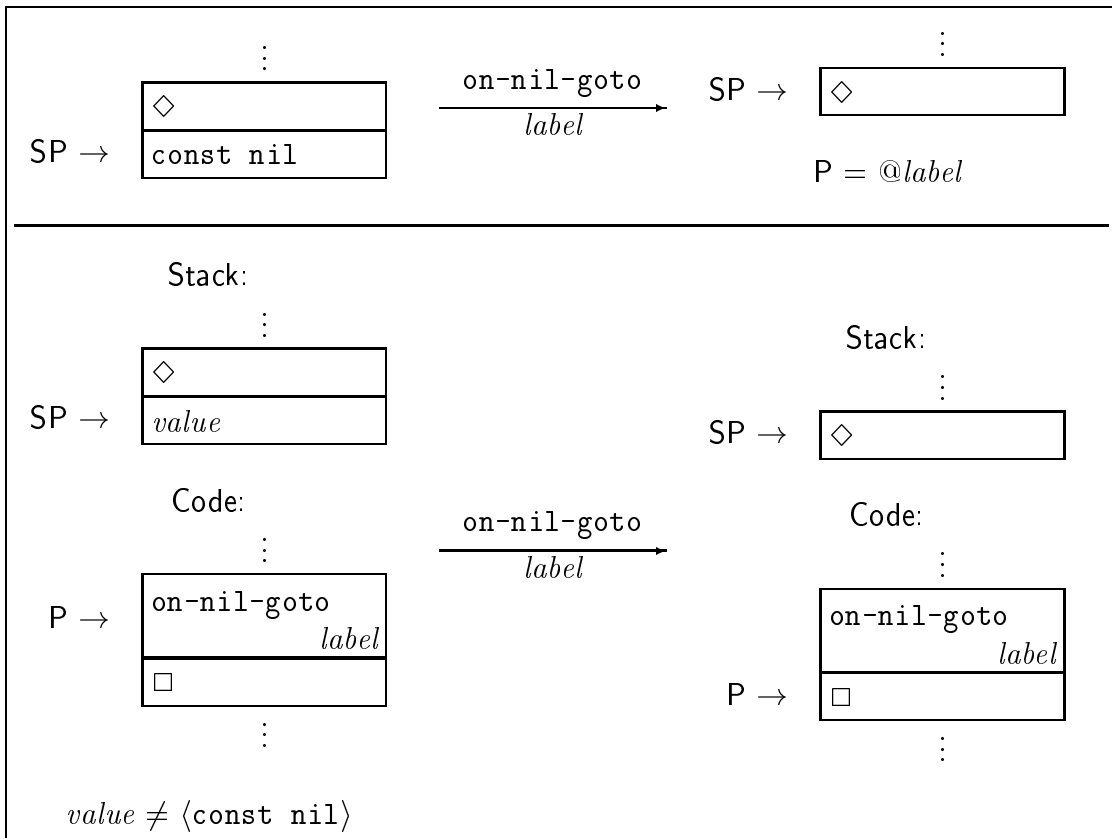 ⋮ ⋮
◇ on-nil-goto SP → ◇
SP → const nil label
P = @label
Stack:
⋮ Stack:
◇ ⋮
SP → value SP → ◇
Code: Code:
⋮ on-nil-goto ⋮
label
P → on-nil-goto on-nil-goto
label label
□ P → □
⋮ ⋮
value ≠ ⟨const nil⟩